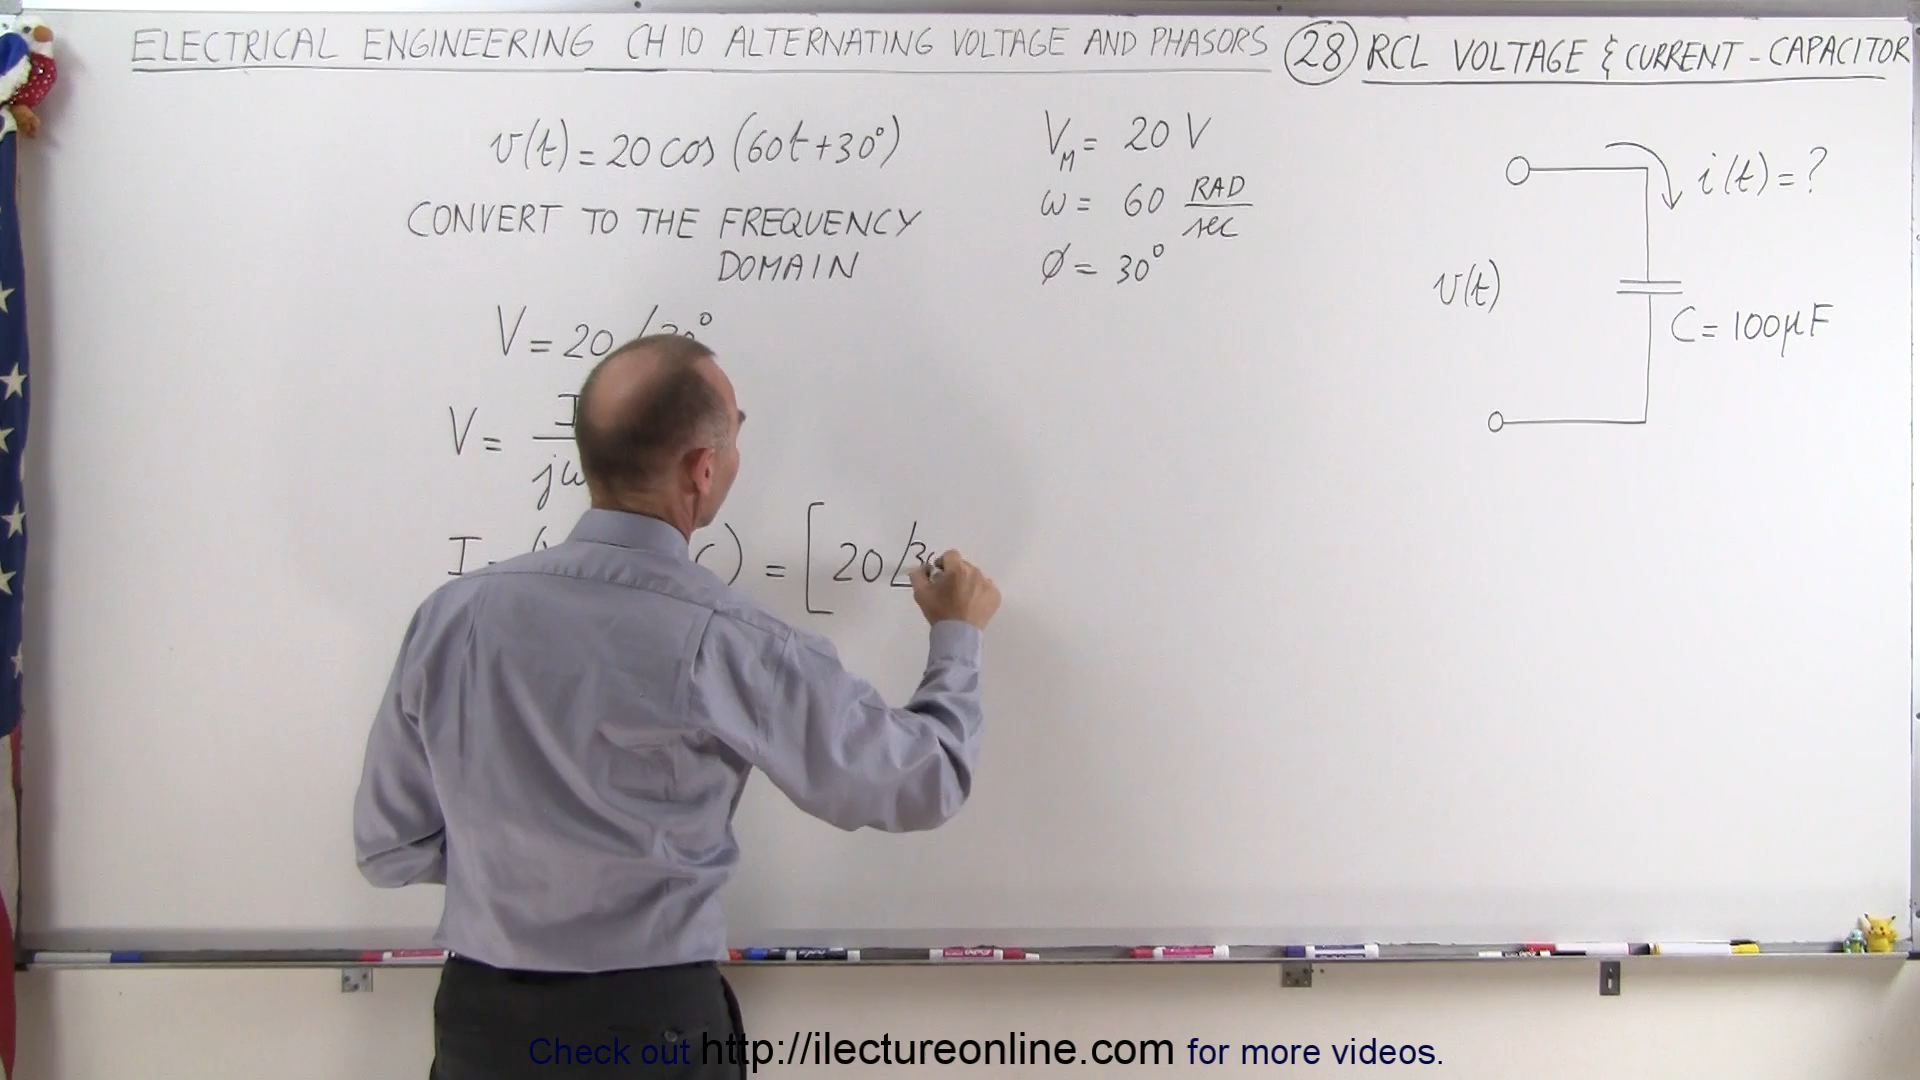 ELECTRICAL ENGINEERING CH 10 ALTERNATING VOLTAGE AND PHASORS 28 RCL VOLTAGE & CURRENT - CAPACITOR
v(t) = 20 cos (60t + 30°)
CONVERT TO THE FREQUENCY
DOMAIN
V = 20
V =
jω
I = C) = [20 /30
V_M = 20 V
ω = 60 RAD/sec
ϕ = 30°
i(t) = ?
v(t)
C = 100μF
Check out http://ilectureonline.com for more videos.